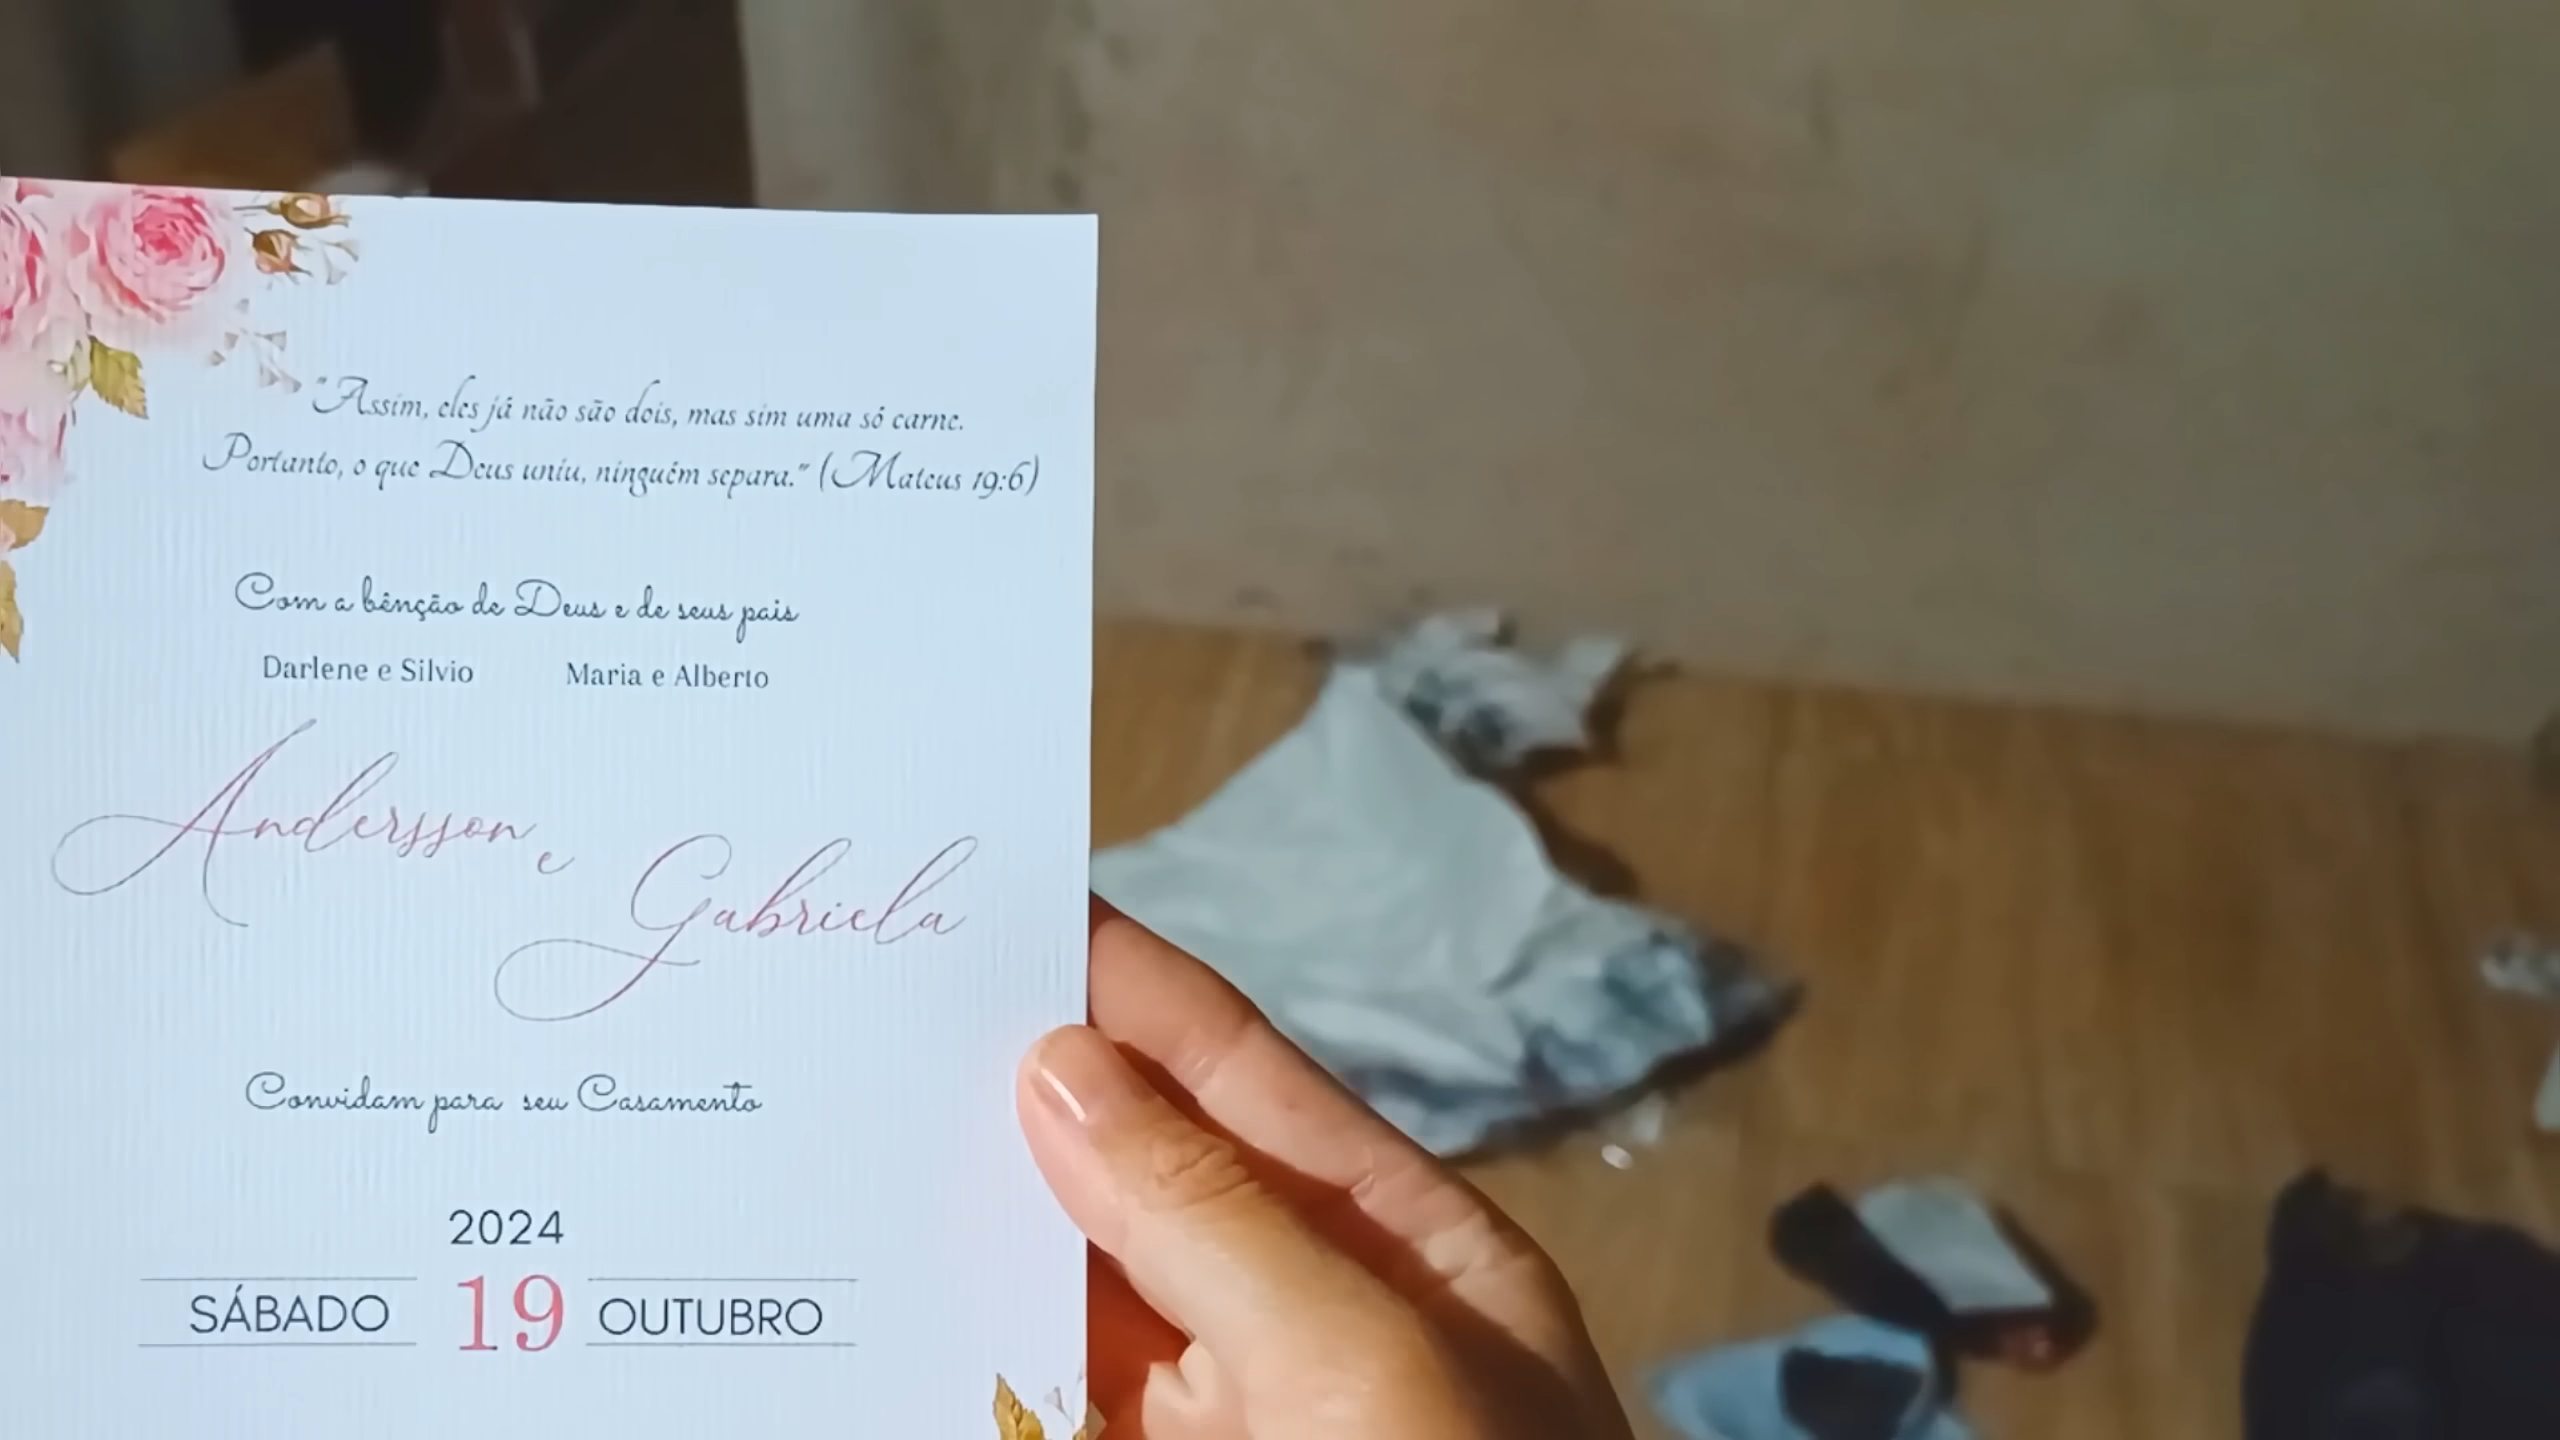 "Assim, eles já não são dois, mas sim uma só carne.
Portanto, o que Deus uniu, ninguém separa." (Mateus 19:6)
Com a bênção de Deus e de seus pais
Darlene e Silvio Maria e Alberto
Andersson e Gabriela
Convidam para seu Casamento
2024
SÁBADO 19 OUTUBRO